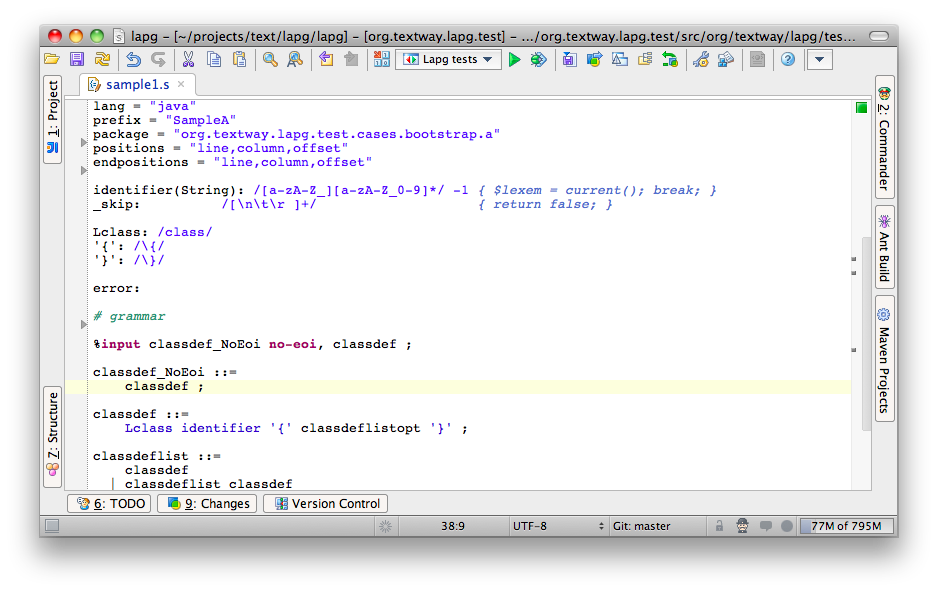 lapg – [~/projects/text/lapg/lapg] – [org.textway.lapg.test] – .../org.textway.lapg.test/src/org/textway/lapg/tes...
Lapg tests
sample1.s
1: Project
Z: Structure
lang = "java"
prefix = "SampleA"
package = "org.textway.lapg.test.cases.bootstrap.a"
positions = "line,column,offset"
endpositions = "line,column,offset"
identifier(String): /[a-zA-Z_][a-zA-Z_0-9]*/ -1 { $lexem = current(); break; }
_skip: /[\n\t\r ]+/ { return false; }
Lclass: /class/
'{': /\{/
'}': /\}/
error:
# grammar
%input classdef_NoEoi no-eoi, classdef ;
classdef_NoEoi ::=
classdef ;
classdef ::=
Lclass identifier '{' classdeflistopt '}' ;
classdeflist ::=
classdef
| classdeflist classdef
2: Commander
Ant Build
Maven Projects
6: TODO
9: Changes
Version Control
38:9
UTF-8
Git: master
77M of 795M